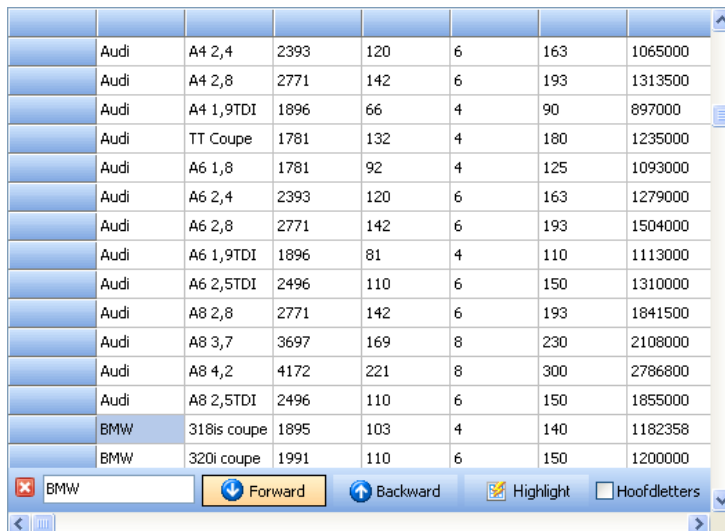 Audi A4 2,4 2393 120 6 163 1065000
Audi A4 2,8 2771 142 6 193 1313500
Audi A4 1,9TDI 1896 66 4 90 897000
Audi TT Coupe 1781 132 4 180 1235000
Audi A6 1,8 1781 92 4 125 1093000
Audi A6 2,4 2393 120 6 163 1279000
Audi A6 2,8 2771 142 6 193 1504000
Audi A6 1,9TDI 1896 81 4 110 1113000
Audi A6 2,5TDI 2496 110 6 150 1310000
Audi A8 2,8 2771 142 6 193 1841500
Audi A8 3,7 3697 169 8 230 2108000
Audi A8 4,2 4172 221 8 300 2786800
Audi A8 2,5TDI 2496 110 6 150 1855000
BMW 318is coupe 1895 103 4 140 1182358
BMW 320i coupe 1991 110 6 150 1200000
BMW Forward Backward Highlight Hoofdletters